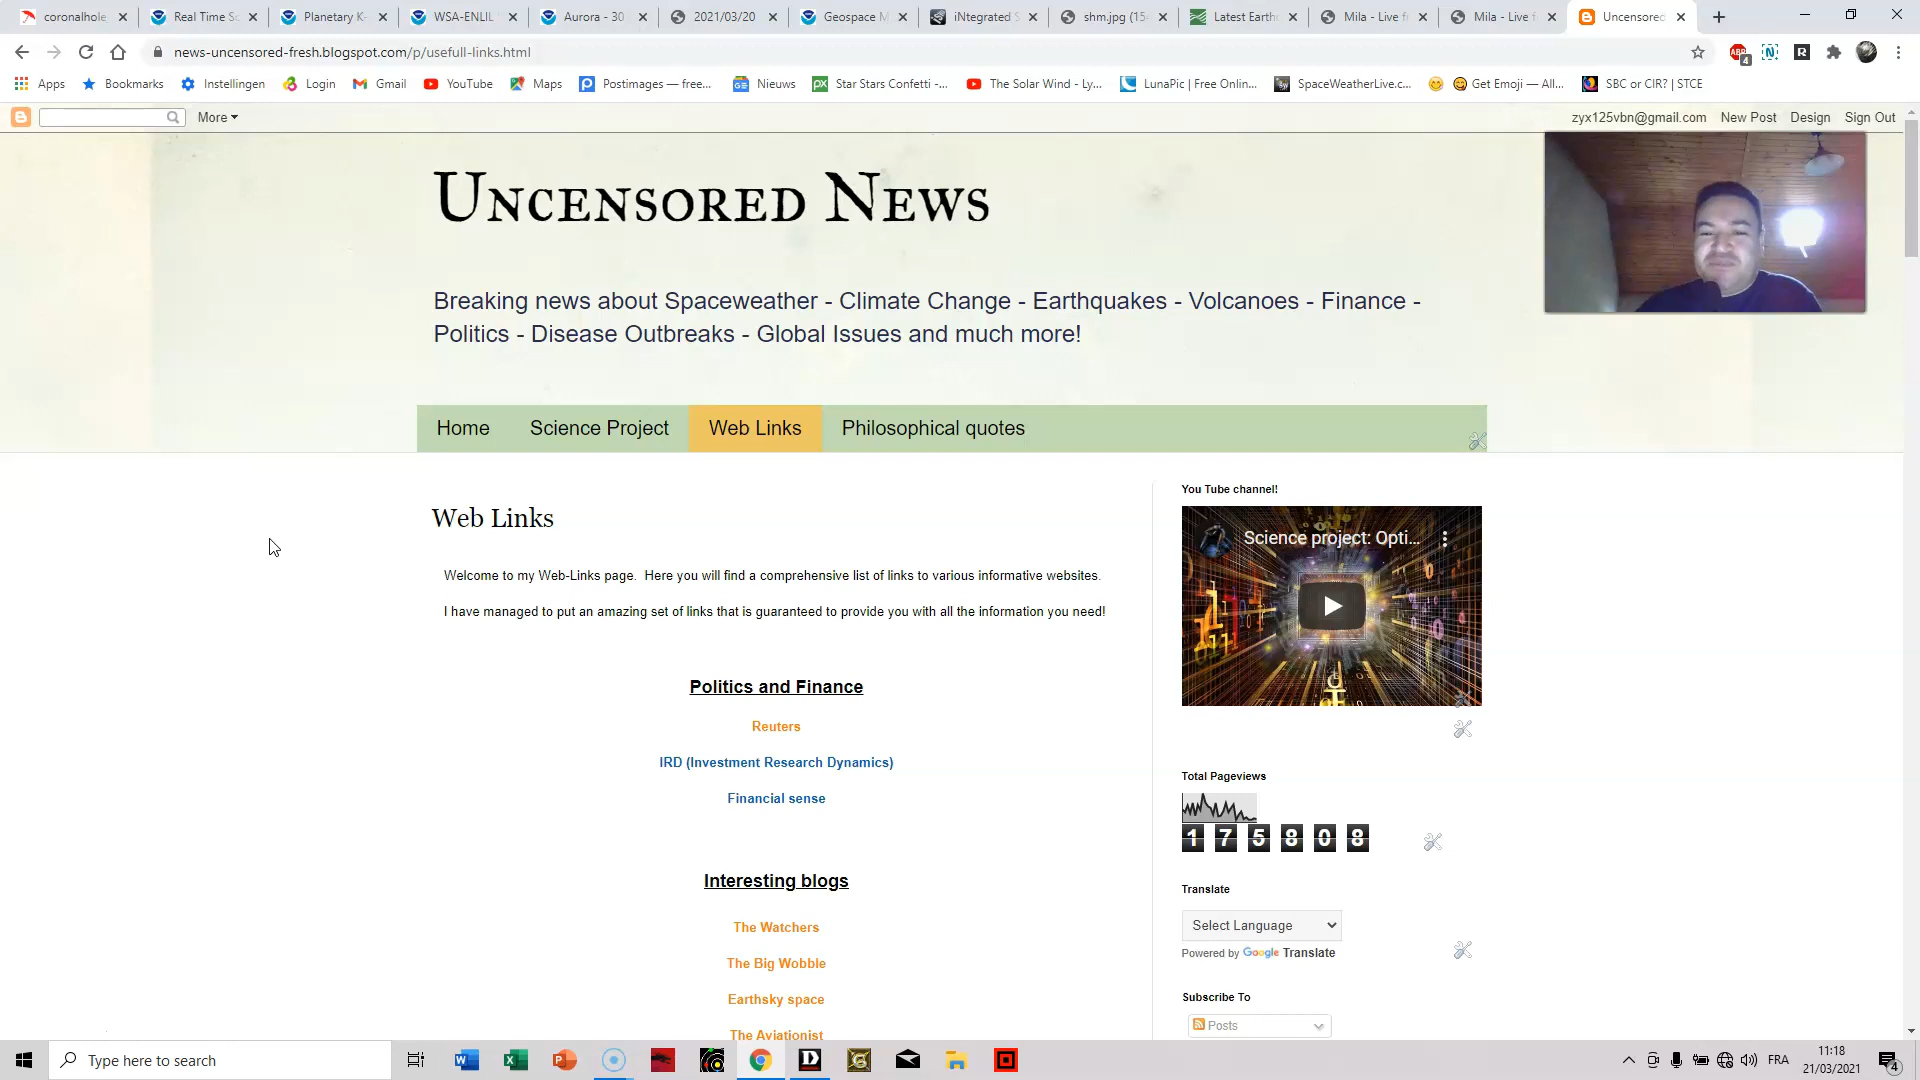 coronalhole
Real Time So
Planetary K-
WSA-ENLIL
Aurora - 30
2021/03/20
Geospace M
iNtegrated S
shm.jpg (15
Latest Earth
Mila - Live f
Mila - Live f
Uncensored
news-uncensored-fresh.blogspot.com/p/usefull-links.html
ABP
4
N
R
Apps
Bookmarks
Instellingen
Login
Gmail
YouTube
Maps
Postimages — free...
Nieuws
Star Stars Confetti -...
The Solar Wind - Ly...
LunaPic | Free Onlin...
SpaceWeatherLive.c...
Get Emoji — All...
SBC or CIR? | STCE
More
zyx125vbn@gmail.com
New Post
Design
Sign Out
Uncensored News
Breaking news about Spaceweather - Climate Change - Earthquakes - Volcanoes - Finance -
Politics - Disease Outbreaks - Global Issues and much more!
Home
Science Project
Web Links
Philosophical quotes
Web Links
Welcome to my Web-Links page. Here you will find a comprehensive list of links to various informative websites.
I have managed to put an amazing set of links that is guaranteed to provide you with all the information you need!
Politics and Finance
Reuters
IRD (Investment Research Dynamics)
Financial sense
Interesting blogs
The Watchers
The Big Wobble
Earthsky space
The Aviationist
You Tube channel!
Science project: Opti...
Total Pageviews
175808
Translate
Select Language
Powered by Google Translate
Subscribe To
Posts
Type here to search
FRA
11:18
21/03/2021
4